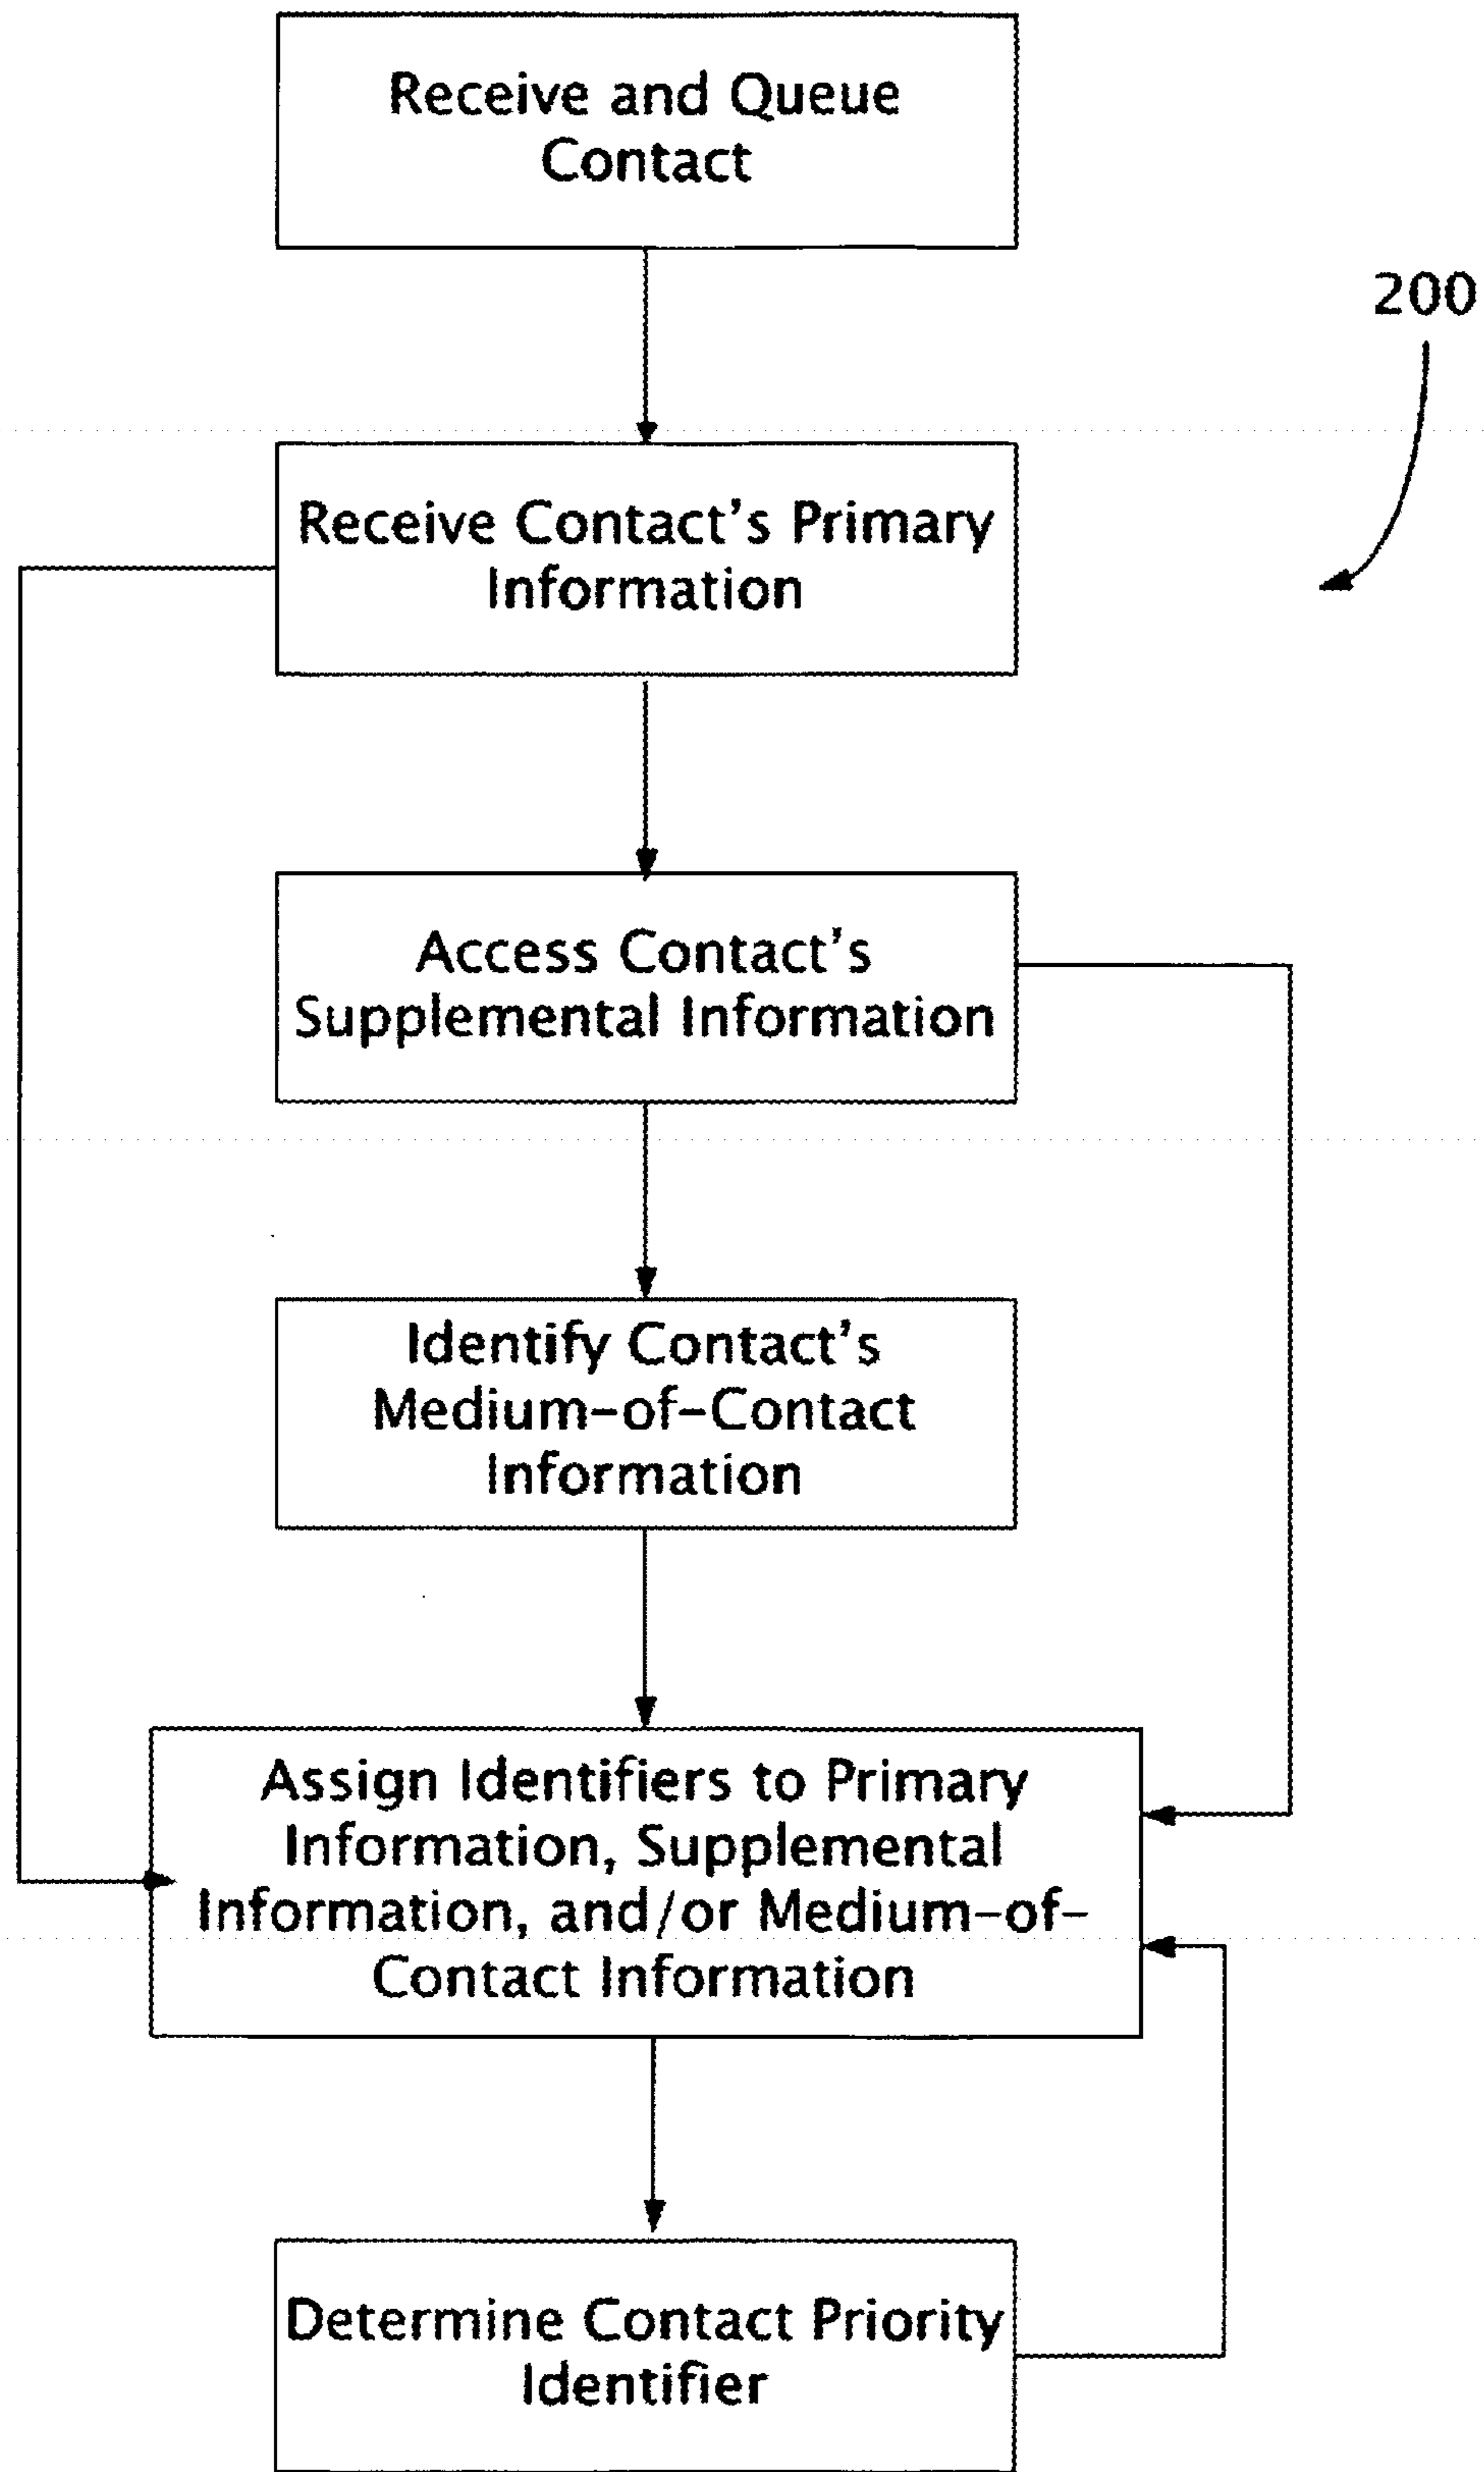 Receive and Queue
Contact
200
Receive Contact's Primary
Information
Access Contact's
Supplemental Information
Identify Contact's
Medium-of-Contact
Information
Assign Identifiers to Primary
Information, Supplemental
Information, and/or Medium-of-
Contact Information
Determine Contact Priority
Identifier